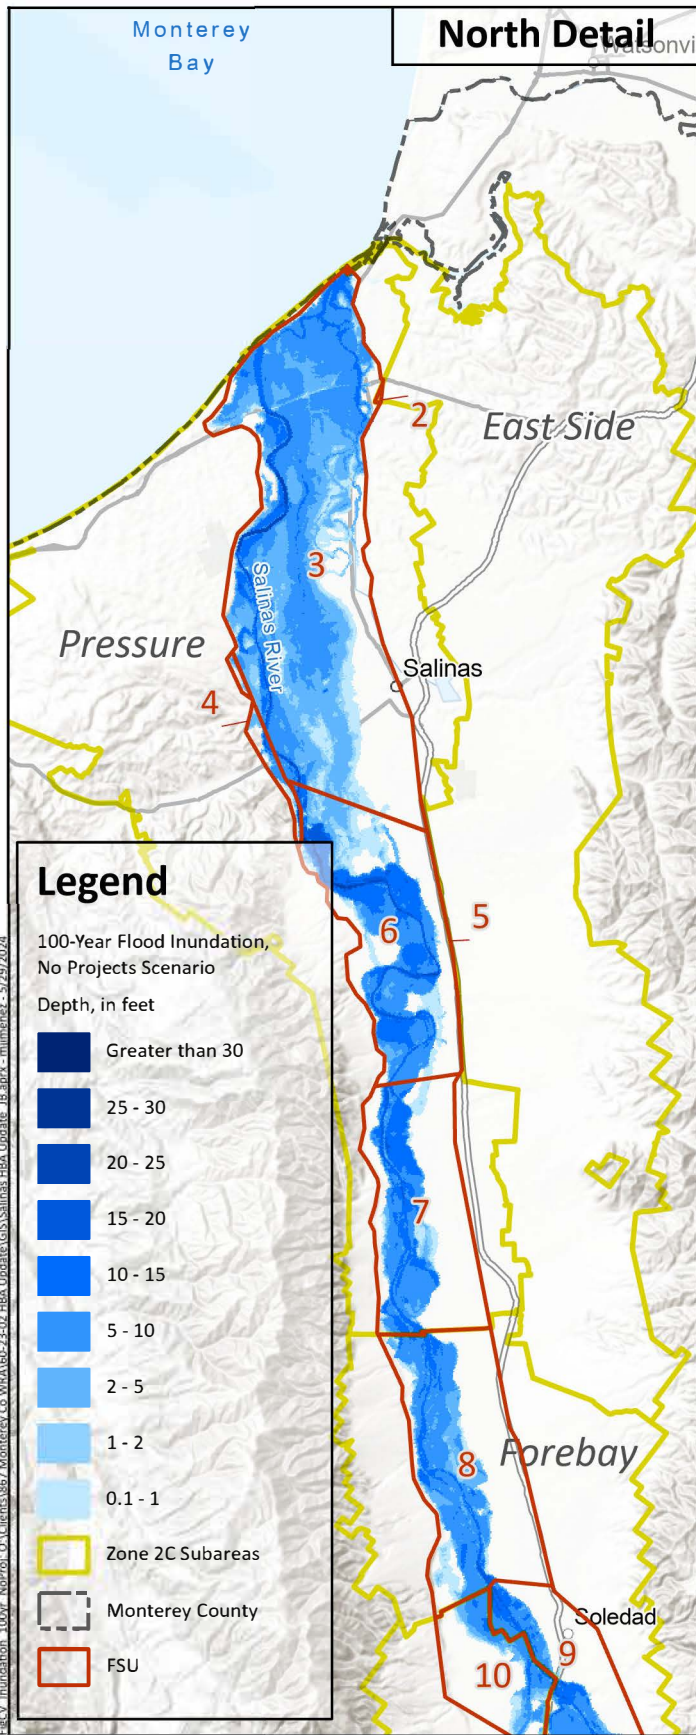 North Detail
Monterey
Bay
2
East Side
3
Salinas River
Pressure
Salinas
4
5
6
7
8
Forebay
Soledad
9
10
Legend
100-Year Flood Inundation,
No Projects Scenario
Depth, in feet
Greater than 30
25 - 30
20 - 25
15 - 20
10 - 15
5 - 10
2 - 5
1 - 2
0.1 - 1
Zone 2C Subareas
Monterey County
FSU